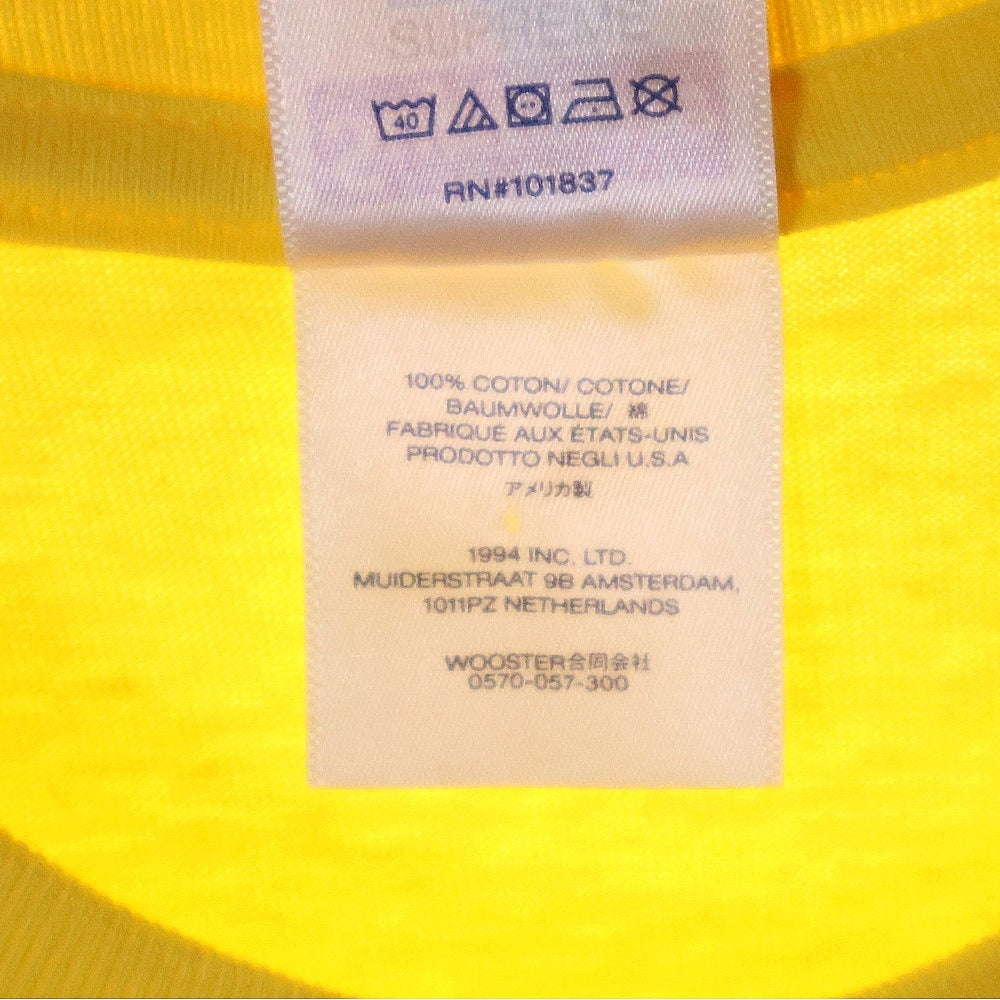 SUPREME
40
RN#101837
100% COTON/ COTONE/
BAUMWOLLE/ 綿
FABRIQUÉ AUX ÉTATS-UNIS
PRODOTTO NEGLI U.S.A
アメリカ製
1994 INC. LTD.
MUIDERSTRAAT 9B AMSTERDAM,
1011PZ NETHERLANDS
WOOSTER合同会社
0570-057-300